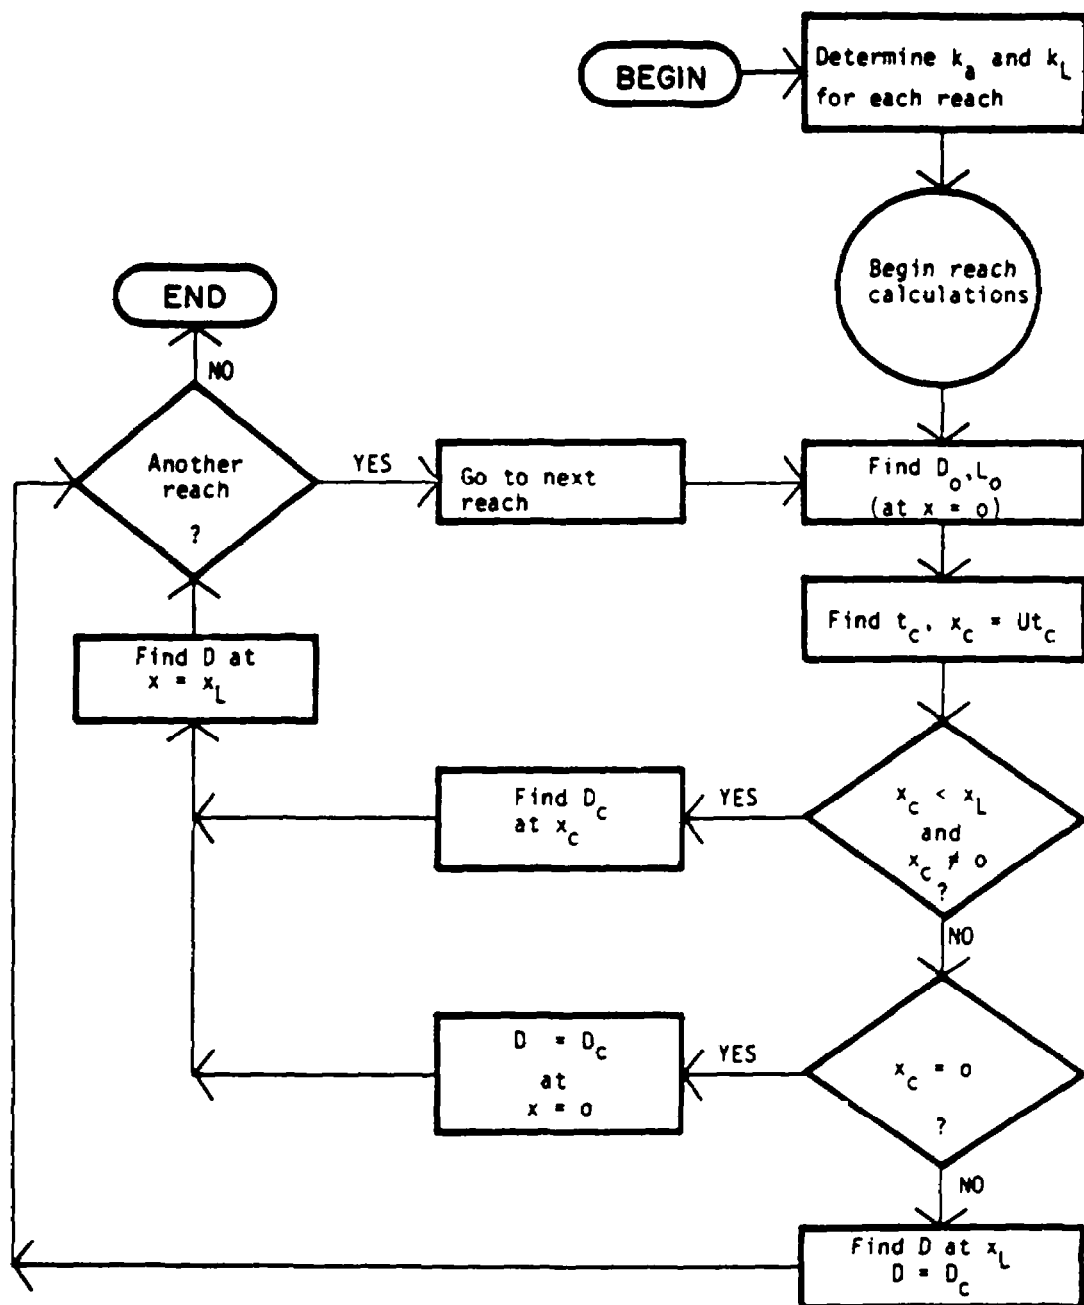 BEGIN
Determine k_a and k_L
for each reach
Begin reach
calculations
END
NO
Another
reach
?
YES
Go to next
reach
Find D_o, L_o
(at x = o)
Find t_c, x_c = Ut_c
Find D at
x = x_L
Find D_c
at x_c
YES
x_c < x_L
and
x_c ≠ o
?
NO
D = D_c
at
x = o
YES
x_c = o
?
NO
Find D at x_L
D = D_c